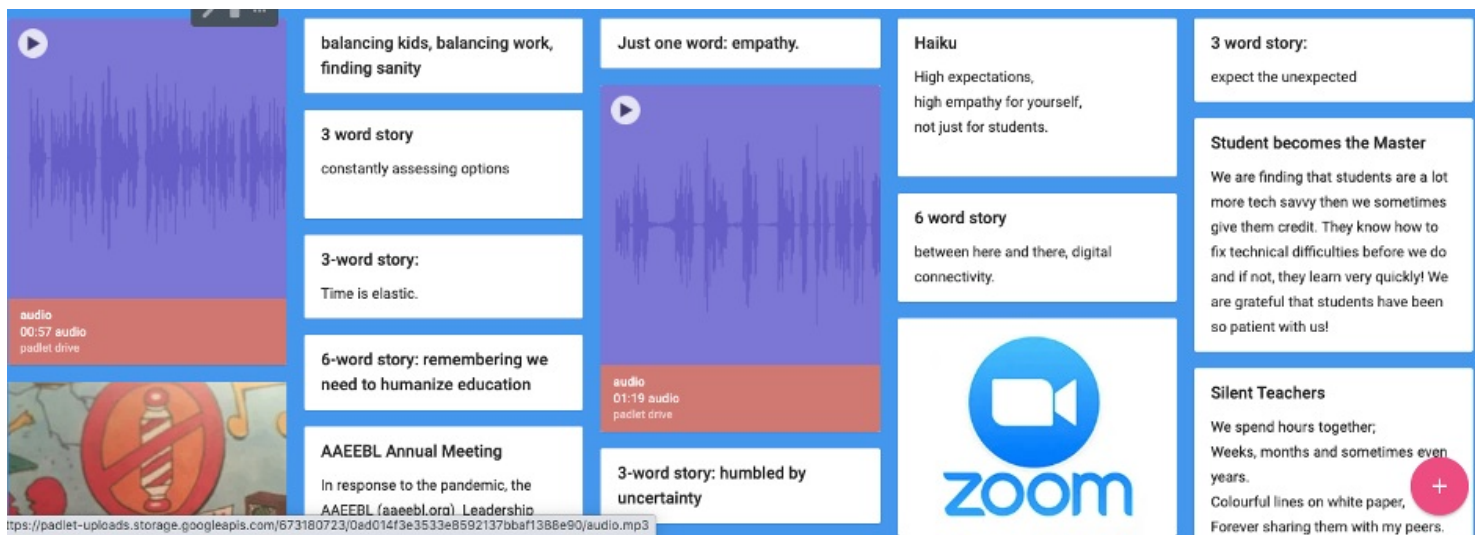 audio
00:57 audio
padlet drive
balancing kids, balancing work,
finding sanity
3 word story
constantly assessing options
3-word story:
Time is elastic.
6-word story: remembering we
need to humanize education
AAEEBL Annual Meeting
In response to the pandemic, the
AAEEBL (aaeebl.org) Leadership
ttps://padlet-uploads.storage.googleapis.com/673180723/0ad014f3e3533e8592137bbaf1388e90/audio.mp3
Just one word: empathy.
audio
01:19 audio
padlet drive
3-word story: humbled by
uncertainty
Haiku
High expectations,
high empathy for yourself,
not just for students.
6 word story
between here and there, digital
connectivity.
zoom
3 word story:
expect the unexpected
Student becomes the Master
We are finding that students are a lot
more tech savvy then we sometimes
give them credit. They know how to
fix technical difficulties before we do
and if not, they learn very quickly! We
are grateful that students have been
so patient with us!
Silent Teachers
We spend hours together;
Weeks, months and sometimes even
years.
Colourful lines on white paper,
Forever sharing them with my peers.